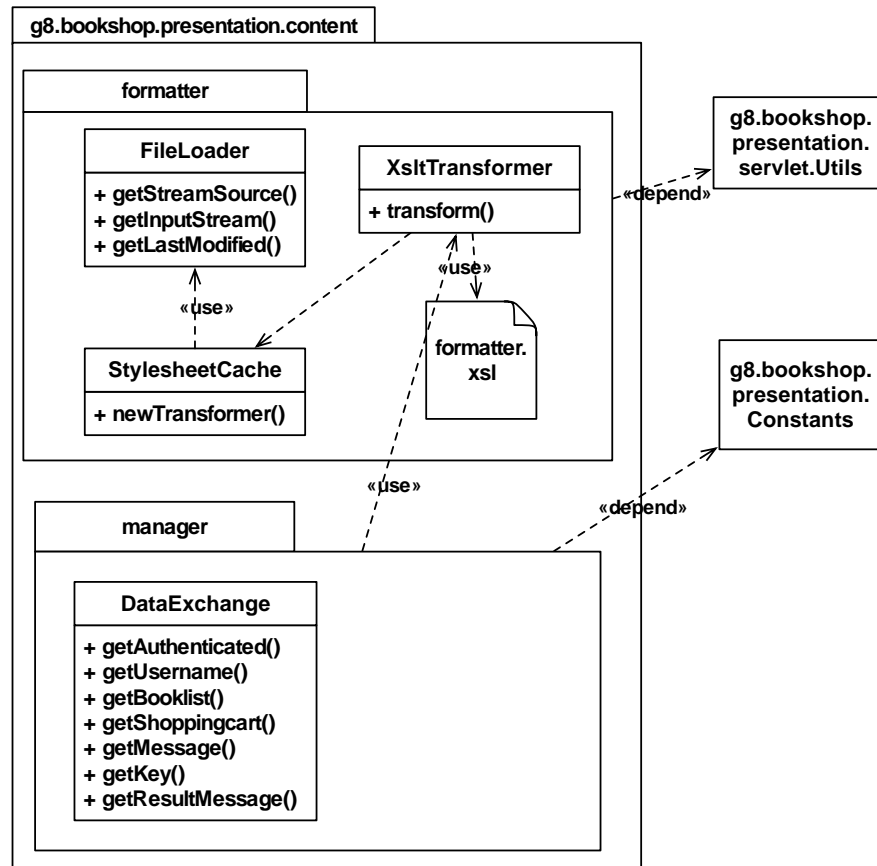 g8.bookshop.presentation.content
formatter
FileLoader
+ getStreamSource()
+ getInputStream()
+ getLastModified()
XsltTransformer
+ transform()
g8.bookshop.
presentation.
servlet.Utils
«depend»
«use»
«use»
formatter.
xsl
StylesheetCache
+ newTransformer()
g8.bookshop.
presentation.
Constants
«use»
«depend»
manager
DataExchange
+ getAuthenticated()
+ getUsername()
+ getBooklist()
+ getShoppingcart()
+ getMessage()
+ getKey()
+ getResultMessage()